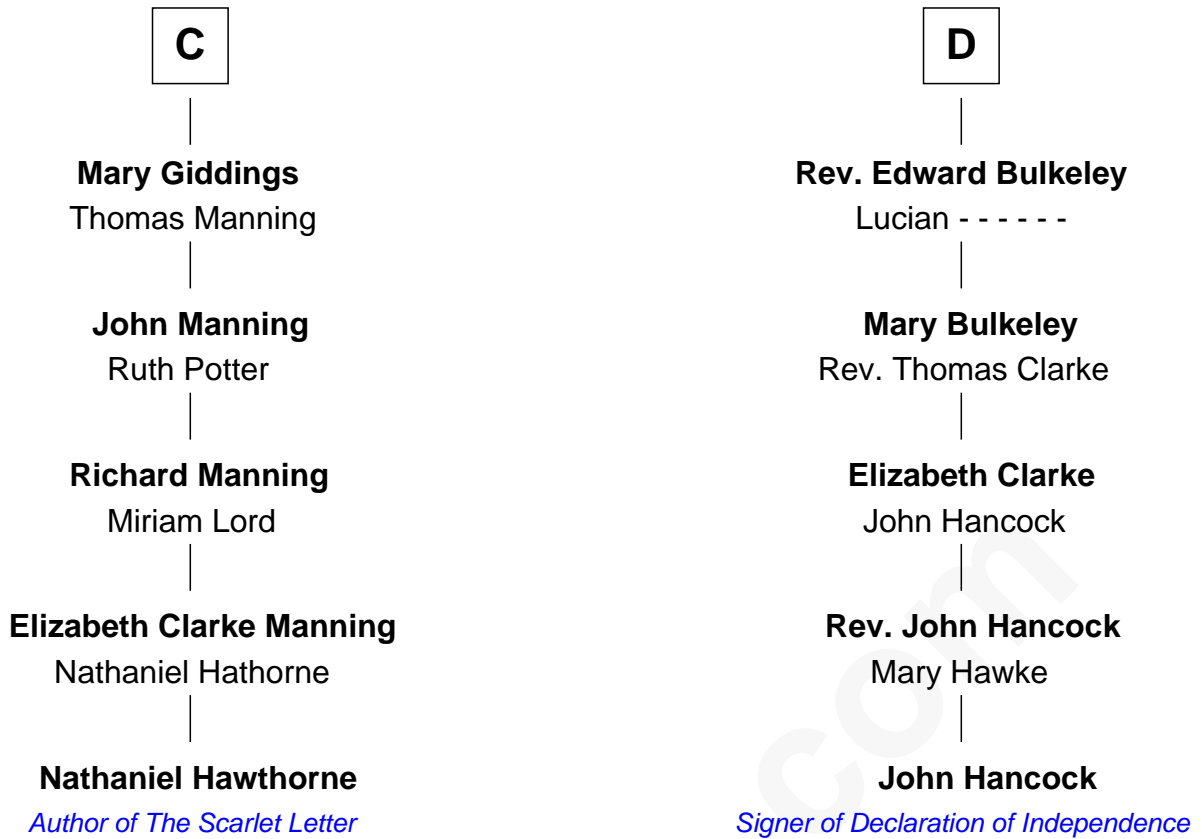 C
Mary Giddings
Thomas Manning
John Manning
Ruth Potter
Richard Manning
Miriam Lord
Elizabeth Clarke Manning
Nathaniel Hathorne
Nathaniel Hawthorne
Author of The Scarlet Letter
D
Rev. Edward Bulkeley
Lucian - - - - - -
Mary Bulkeley
Rev. Thomas Clarke
Elizabeth Clarke
John Hancock
Rev. John Hancock
Mary Hawke
John Hancock
Signer of Declaration of Independence
com